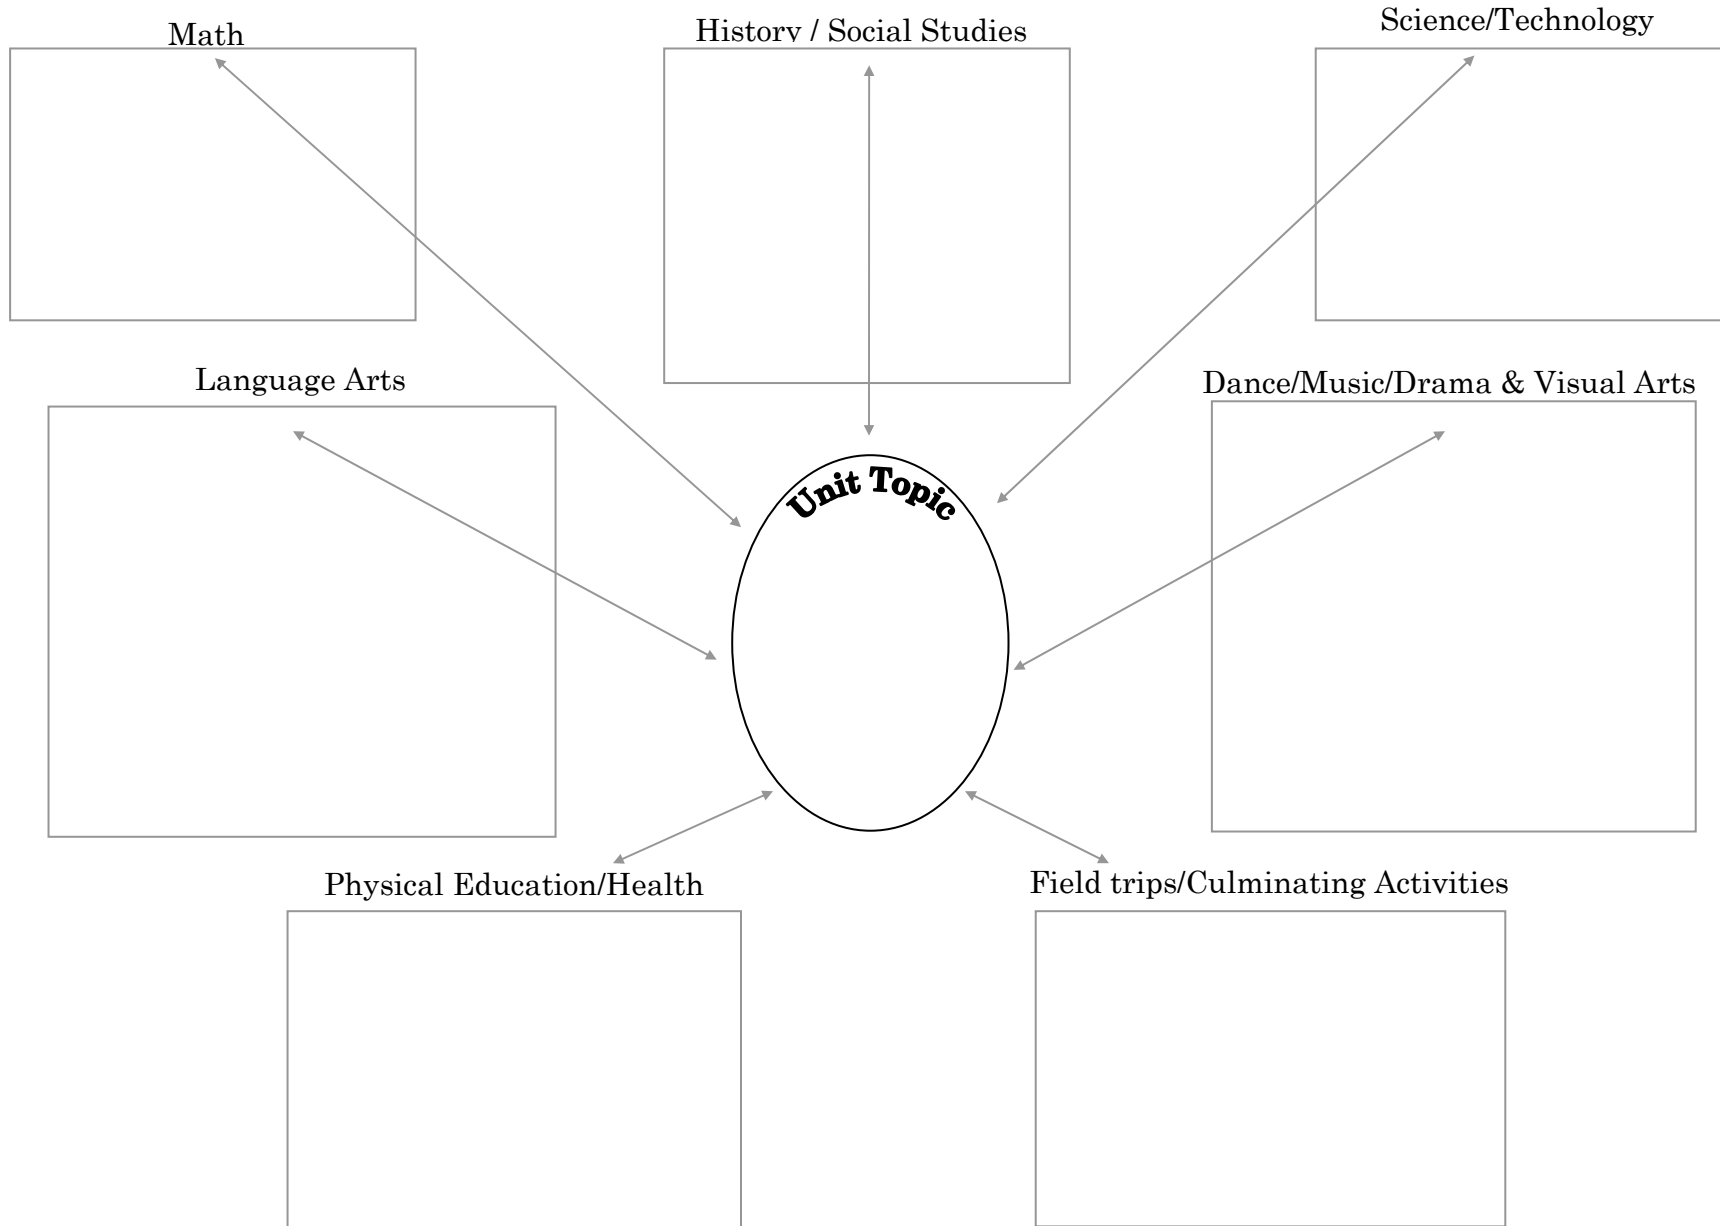 Math
History / Social Studies
Science/Technology
Language Arts
Dance/Music/Drama & Visual Arts
Unit Topic
Physical Education/Health
Field trips/Culminating Activities